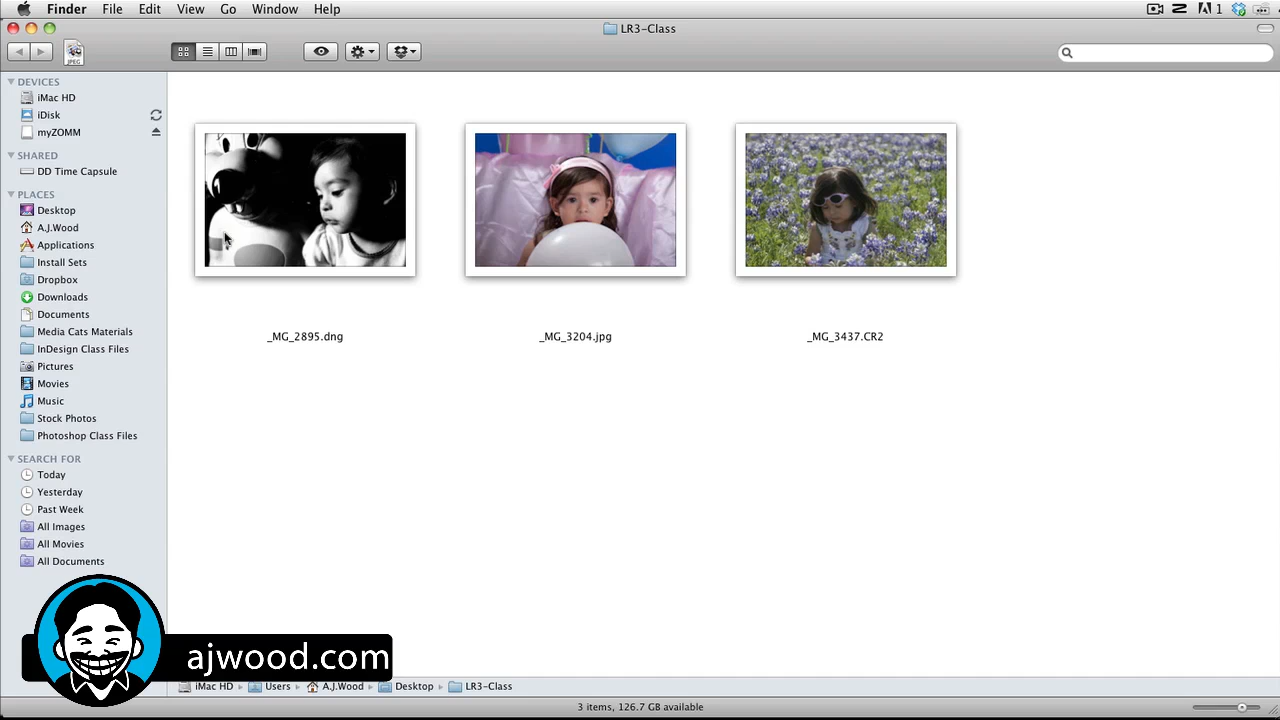 Finder File Edit View Go Window Help 1
LR3-Class
JPEG
DEVICES
iMac HD
iDisk
myZOMM
SHARED
DD Time Capsule
PLACES
Desktop
A.J.Wood
Applications
Install Sets
Dropbox
Downloads
Documents
Media Cats Materials
InDesign Class Files
Pictures
Movies
Music
Stock Photos
Photoshop Class Files
SEARCH FOR
Today
Yesterday
Past Week
All Images
All Movies
All Documents
_MG_2895.dng
_MG_3204.jpg
_MG_3437.CR2
ajwood.com
iMac HD Users A.J.Wood Desktop LR3-Class
3 items, 126.7 GB available